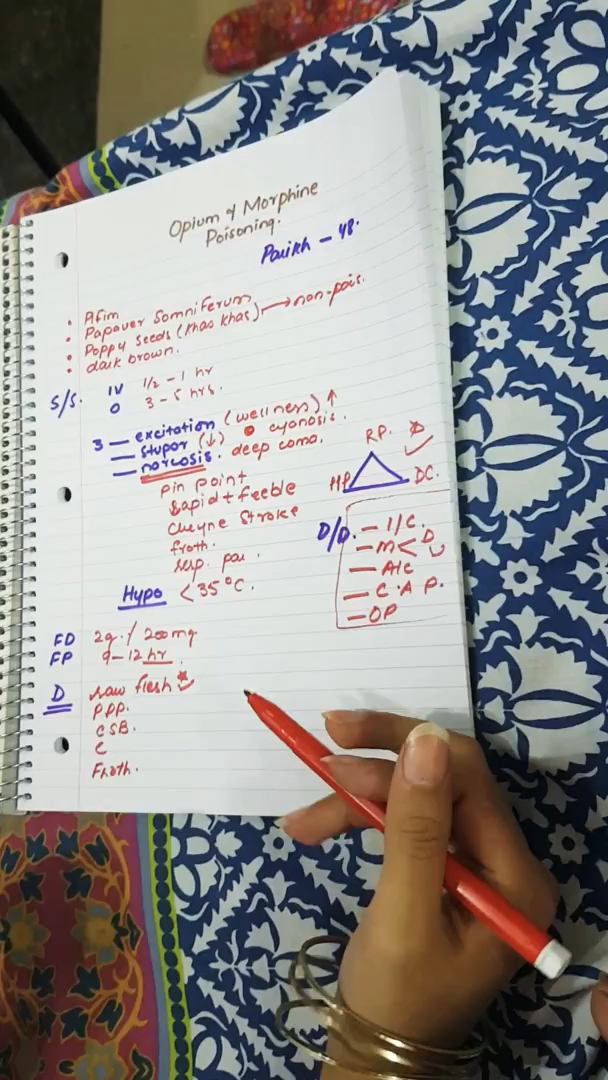 Opium & Morphine
Poisoning.
Parikh - 48.
• Afim
• Papaver Somniferum
• Poppy Seeds (Khas Khas) → non-pois.
• dark brown.
S/S.
IV 1/2 - 1 hr
O 3 - 5 hrs.
3 — excitation (wellness) ↑
— stupor (↓) • cyanosis.
— narcosis. deep coma.
Pin point
Rapid + feeble
Cheyne Stroke
froth.
resp. par.
Hypo < 35°C.
RP.
HP
DC.
D/D. — I/C.
— M < D
— A/C
— C.A P.
— OP
FD 2g / 200mg
FP 9-12 hr
D raw flesh
PPP.
CSB.
C
Froth.